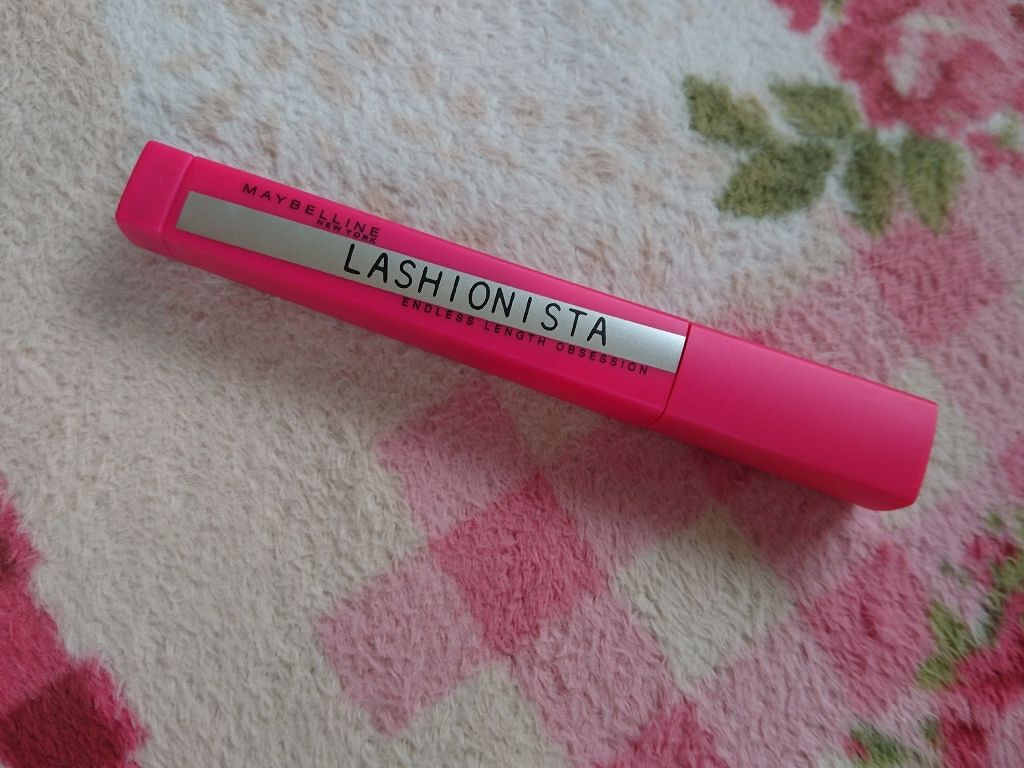 MAYBELLINE
NEW YORK
LASHIONISTA
ENDLESS LENGTH OBSESSION